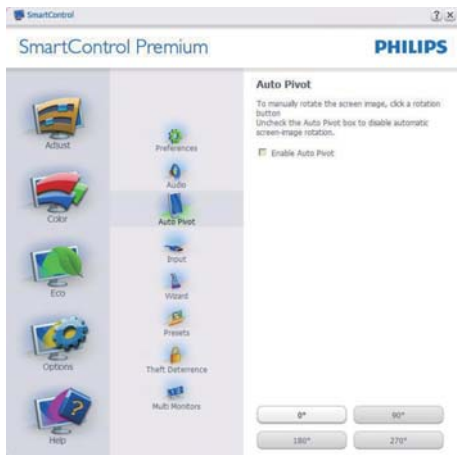 SmartControl
? X
SmartControl Premium
PHILIPS
Adjust
Color
Eco
Options
Help
Preferences
Audio
Auto Pivot
Input
Wizard
Presets
Theft Deterrence
Multi Monitors
Auto Pivot
To manually rotate the screen image, click a rotation
button
Uncheck the Auto Pivot box to disable automatic
screen-image rotation.
Enable Auto Pivot
0°
90°
180°
270°